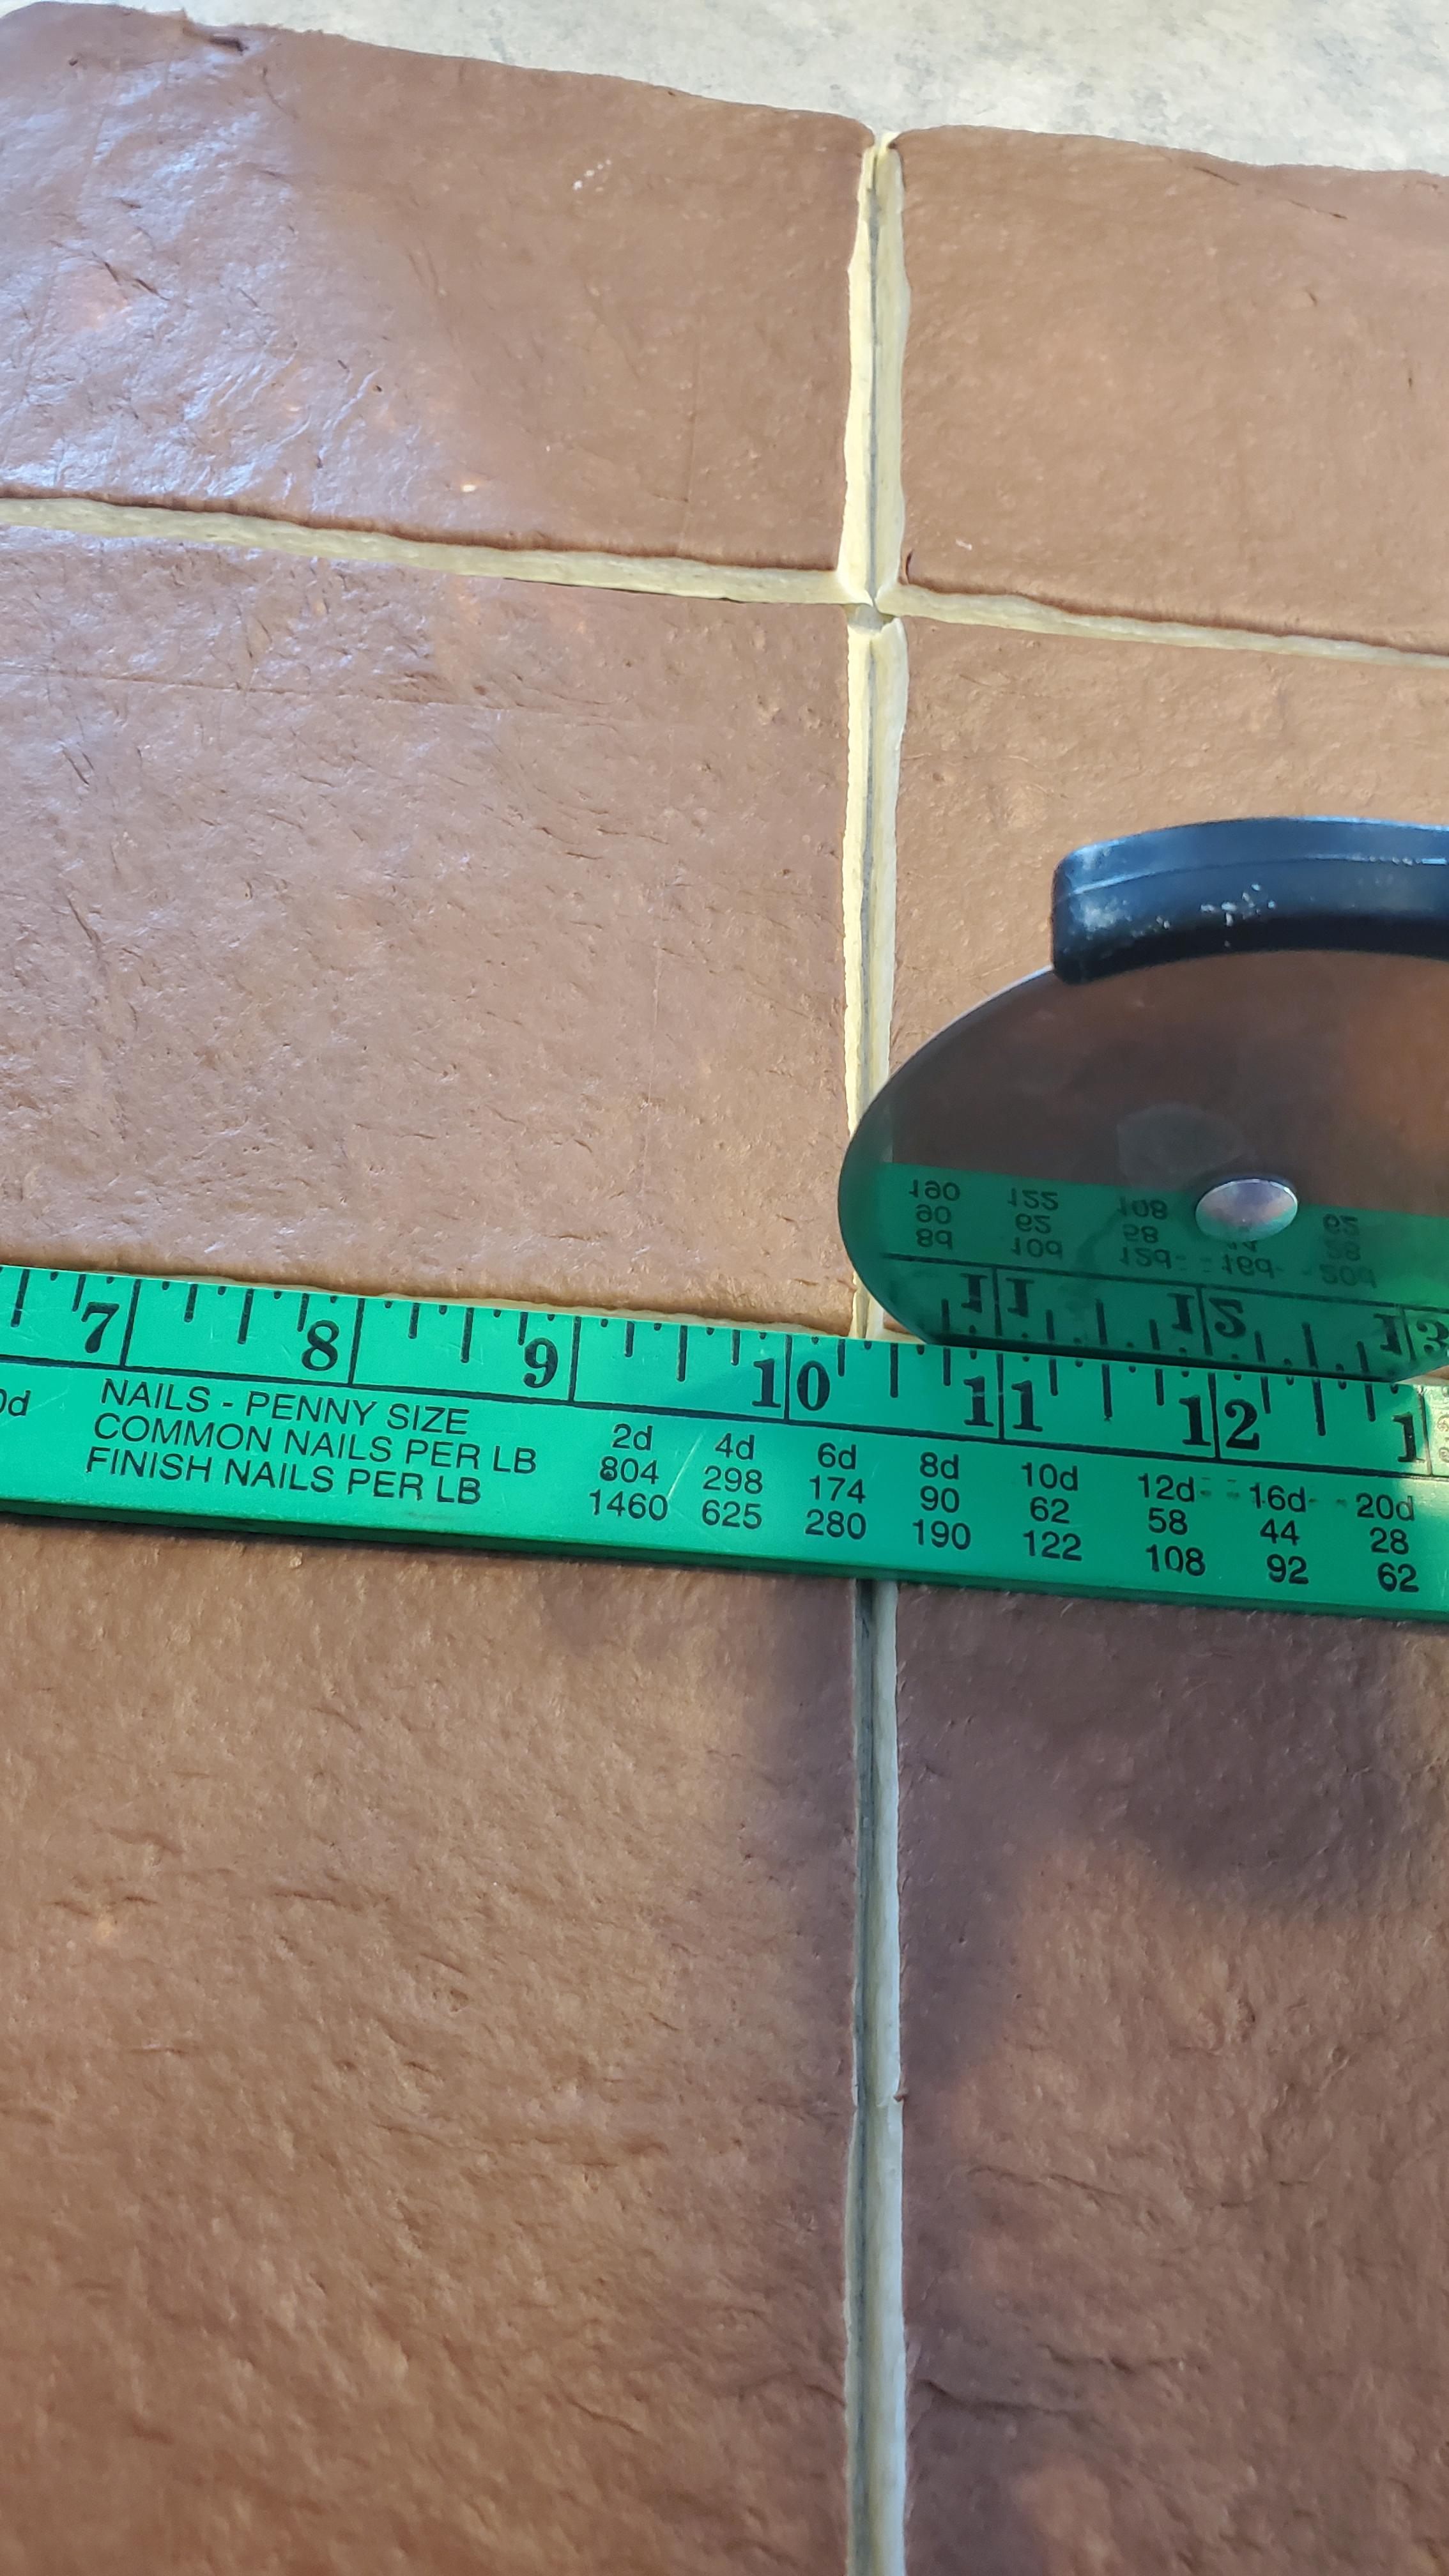 7 8 9 10 11 12 1
0d
NAILS - PENNY SIZE 2d 4d 6d 8d 10d 12d 16d 20d
COMMON NAILS PER LB 804 298 174 90 62 58 44 28
FINISH NAILS PER LB 1460 625 280 190 122 108 92 62